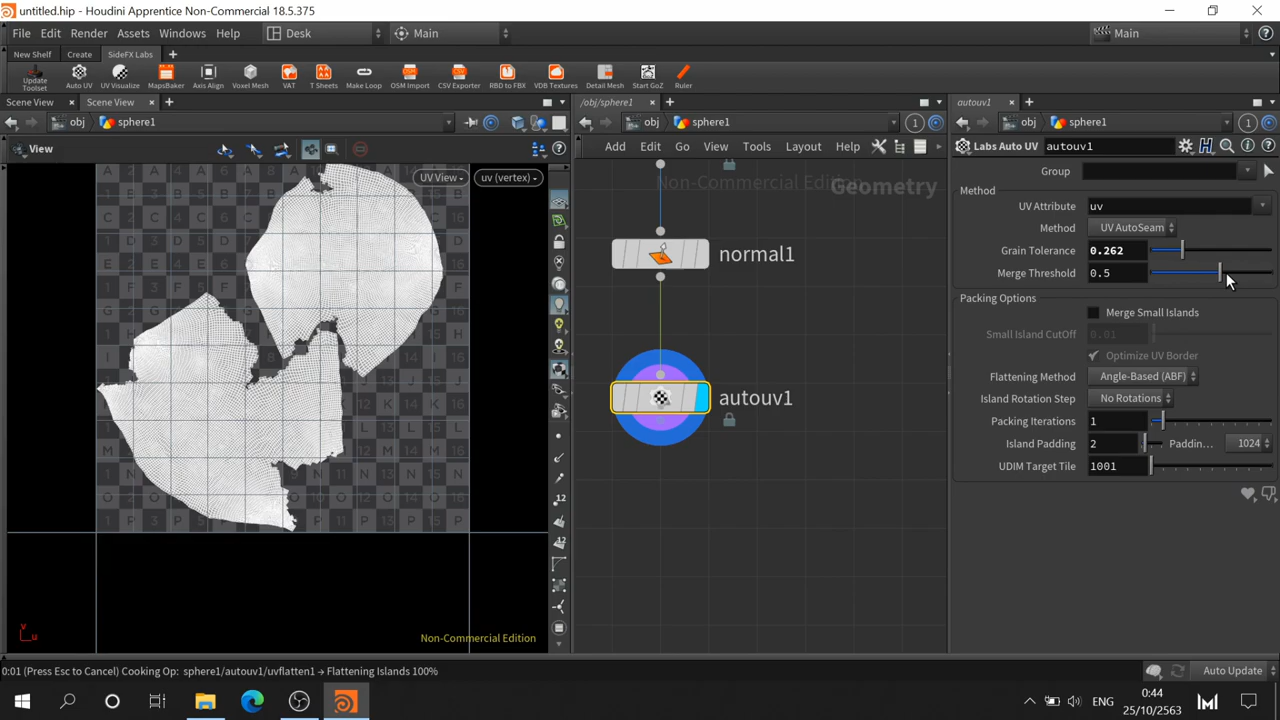 untitled.hip - Houdini Apprentice Non-Commercial 18.5.375
File Edit Render Assets Windows Help Desk Main Main
New Shelf Create SideFX Labs
Update Toolset Auto UV UV Visualize MapsBaker Axis Align Voxel Mesh VAT T Sheets Make Loop OSM Import CSV Exporter RBD to FBX VDB Textures Detail Mesh Start GoZ Ruler
Scene View Scene View /obj/sphere1 autouv1
obj sphere1 obj sphere1 1 obj sphere1 1
View Add Edit Go View Tools Layout Help Labs Auto UV autouv1
UV View uv (vertex)
Non-Commercial Edition Geometry
Group
Method
UV Attribute uv
Method UV AutoSeam
Grain Tolerance 0.262
Merge Threshold 0.5
Packing Options
Merge Small Islands
Small Island CutOff 0.01
Optimize UV Border
Flattening Method Angle-Based (ABF)
Island Rotation Step No Rotations
Packing Iterations 1
Island Padding 2 Paddin... 1024
UDIM Target Tile 1001
normal1
autouv1
Non-Commercial Edition
0:01 (Press Esc to Cancel) Cooking Op: sphere1/autouv1/uvflatten1 → Flattening Islands 100% Auto Update
ENG 0:44
25/10/2563